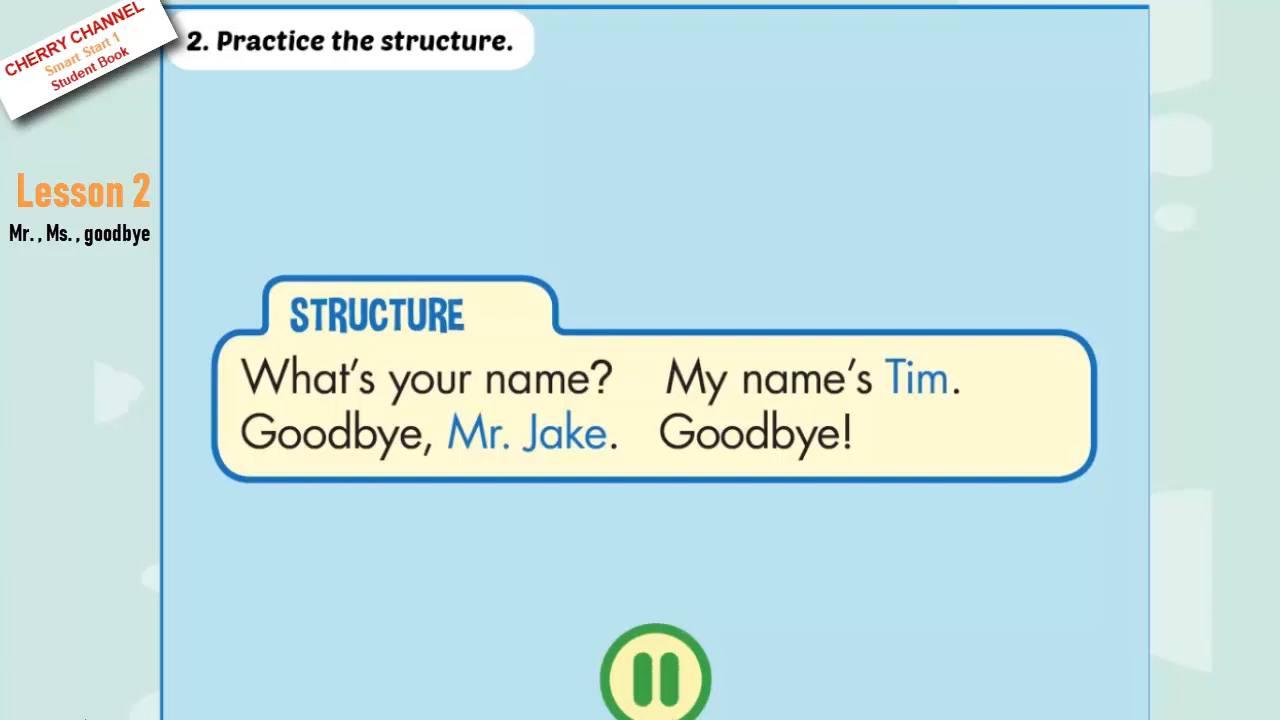 CHERRY CHANNEL
Smart Start 1
Student Book
2. Practice the structure.
Lesson 2
Mr. , Ms. , goodbye
STRUCTURE
What's your name? My name's Tim.
Goodbye, Mr. Jake. Goodbye!